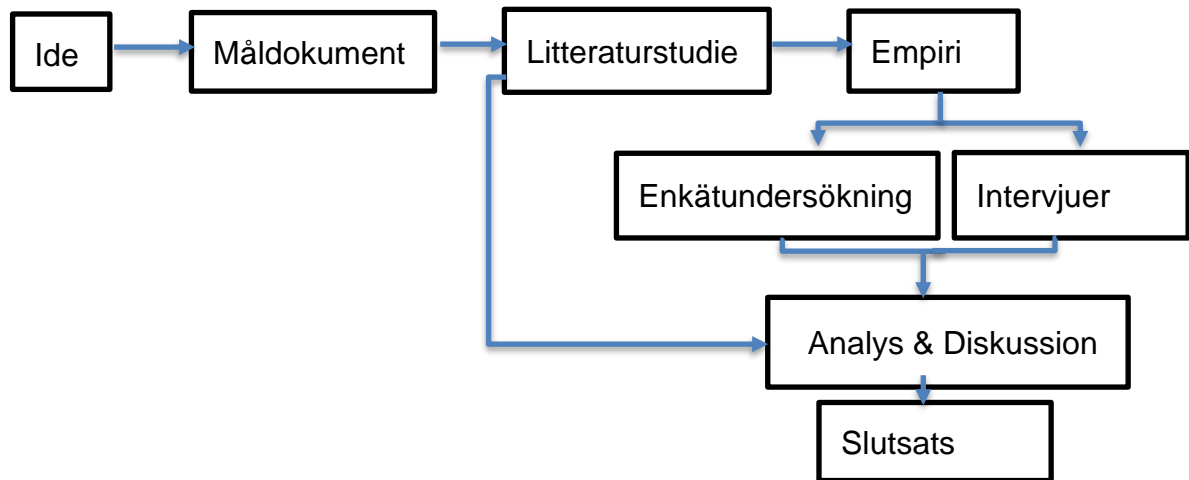 Ide
Måldokument
Litteraturstudie
Empiri
Enkätundersökning
Intervjuer
Analys & Diskussion
Slutsats